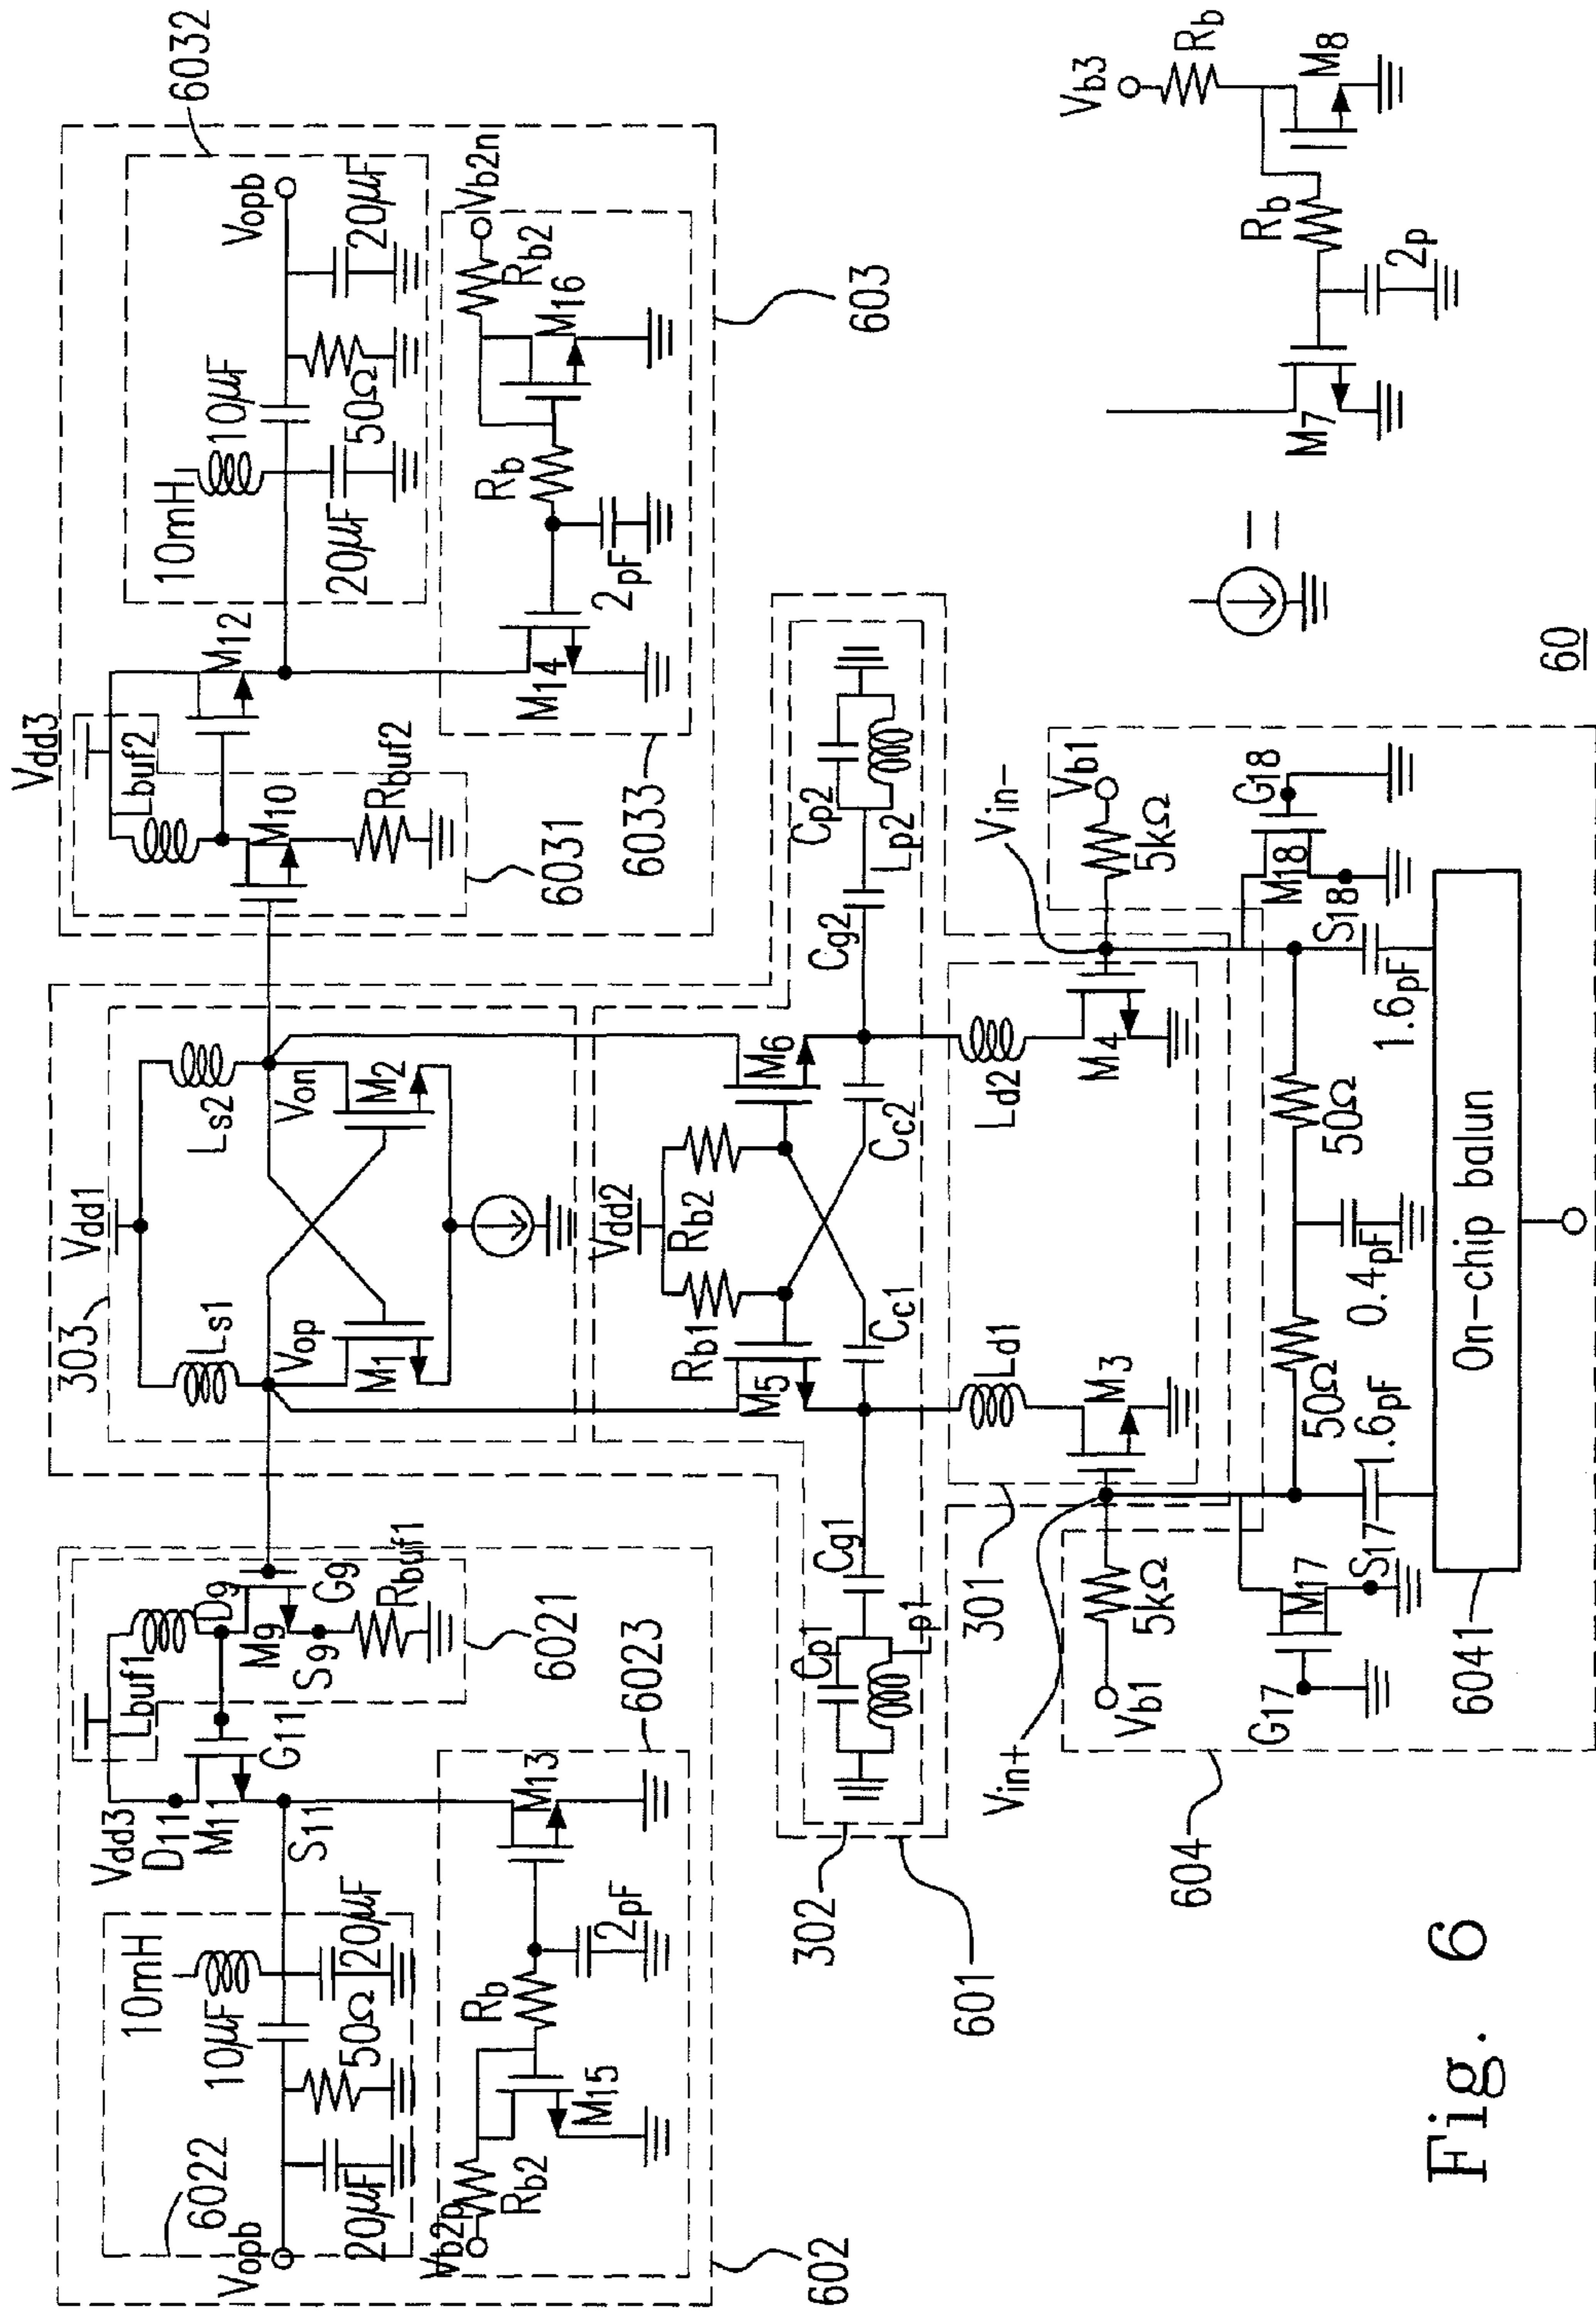 Vdd3
Vdd1
Vdd3
10mH
10μF
20μF
50Ω
20μF
Vopb
6022
D11
M11
S11
G11
Lbuf1
D9
M9
G9
S9
Rbuf1
6021
6023
Vb2p
Rb2
Rb
M15
2pF
M13
602
303
Ls1
Ls2
Vop
Von
M1
M2
Lbuf2
M10
Rbuf2
6031
M12
10mH
10μF
20μF
50Ω
20μF
Vopb
6032
6033
M14
2pF
Rb
M16
Rb2
Vb2n
603
Vdd2
Rb1
Rb2
M5
M6
Cc1
Cc2
Cg1
Cp1
Lp1
Cg2
Cp2
Lp2
302
601
301
Ld1
Ld2
M3
M4
Vin+
Vin-
Vb1
5kΩ
Vb1
5kΩ
604
G17
M17
S17
1.6pF
50Ω
0.4pF
50Ω
1.6pF
S18
M18
G18
On-chip balun
6041
=
M7
2p
Rb
Vb3
Rb
M8
60
Fig. 6